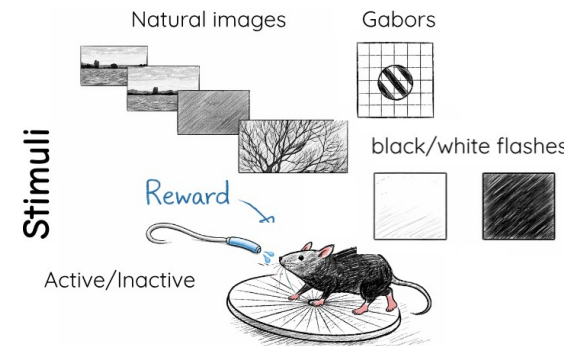 Natural images
Gabors
Stimuli
black/white flashes
Reward
Active/Inactive